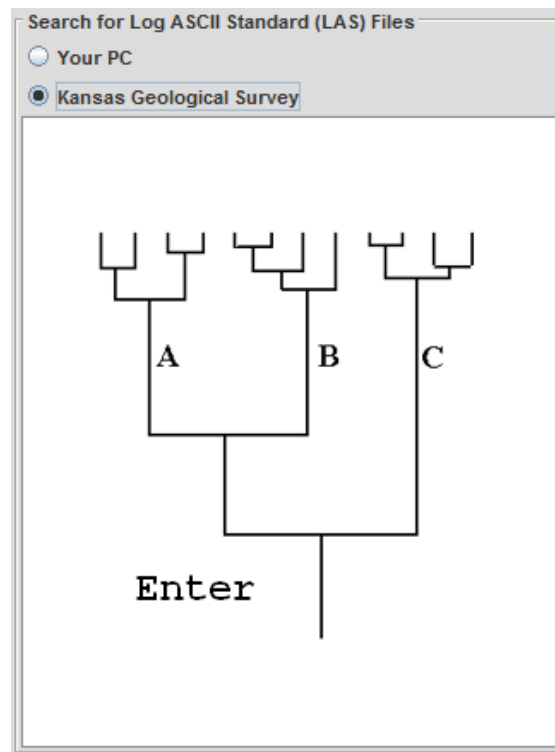 Search for Log ASCII Standard (LAS) Files
Your PC
Kansas Geological Survey
A B C
Enter